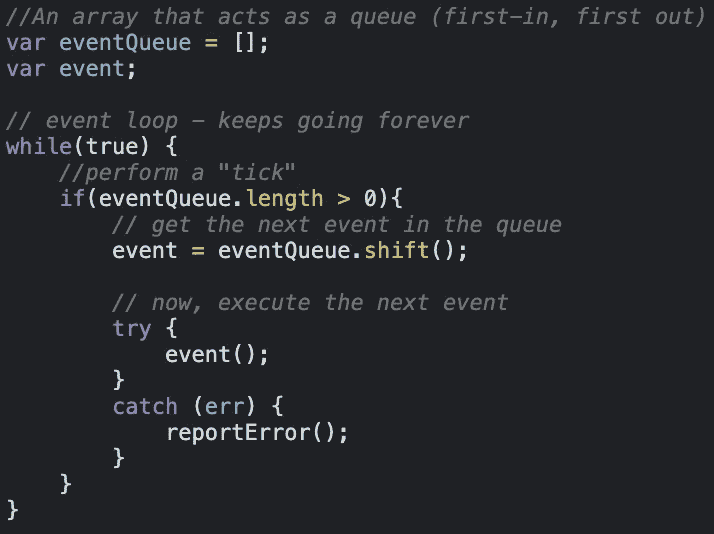 //An array that acts as a queue (first-in, first out)
var eventQueue = [];
var event;
// event loop - keeps going forever
while(true) {
//perform a "tick"
if(eventQueue.length > 0){
// get the next event in the queue
event = eventQueue.shift();
// now, execute the next event
try {
event();
}
catch (err) {
reportError();
}
}
}